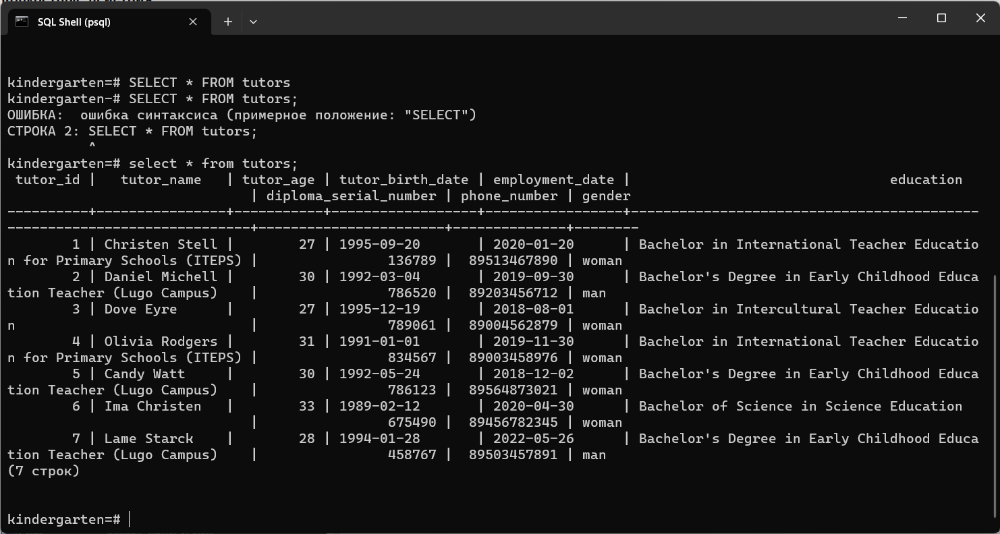 SQL Shell (psql)
kindergarten=# SELECT * FROM tutors
kindergarten-# SELECT * FROM tutors;
ОШИБКА:  ошибка синтаксиса (примерное положение: "SELECT")
СТРОКА 2: SELECT * FROM tutors;
          ^
kindergarten=# select * from tutors;
 tutor_id |   tutor_name   | tutor_age | tutor_birth_date | employment_date |                                education
                              | diploma_serial_number | phone_number | gender
----------+----------------+-----------+------------------+-----------------+-------------------------------------------
------------------------------+-----------------------+--------------+--------
        1 | Christen Stell |        27 | 1995-09-20       | 2020-01-20      | Bachelor in International Teacher Educatio
n for Primary Schools (ITEPS) |                136789 |  89513467890 | woman
        2 | Daniel Michell |        30 | 1992-03-04       | 2019-09-30      | Bachelor's Degree in Early Childhood Educa
tion Teacher (Lugo Campus)    |                786520 |  89203456712 | man
        3 | Dove Eyre      |        27 | 1995-12-19       | 2018-08-01      | Bachelor in Intercultural Teacher Educatio
n                             |                789061 |  89004562879 | woman
        4 | Olivia Rodgers |        31 | 1991-01-01       | 2019-11-30      | Bachelor in International Teacher Educatio
n for Primary Schools (ITEPS) |                834567 |  89003458976 | woman
        5 | Candy Watt     |        30 | 1992-05-24       | 2018-12-02      | Bachelor's Degree in Early Childhood Educa
tion Teacher (Lugo Campus)    |                786123 |  89564873021 | woman
        6 | Ima Christen   |        33 | 1989-02-12       | 2020-04-30      | Bachelor of Science in Science Education
                              |                675490 |  89456782345 | woman
        7 | Lame Starck    |        28 | 1994-01-28       | 2022-05-26      | Bachelor's Degree in Early Childhood Educa
tion Teacher (Lugo Campus)    |                458767 |  89503457891 | man
(7 строк)
kindergarten=#